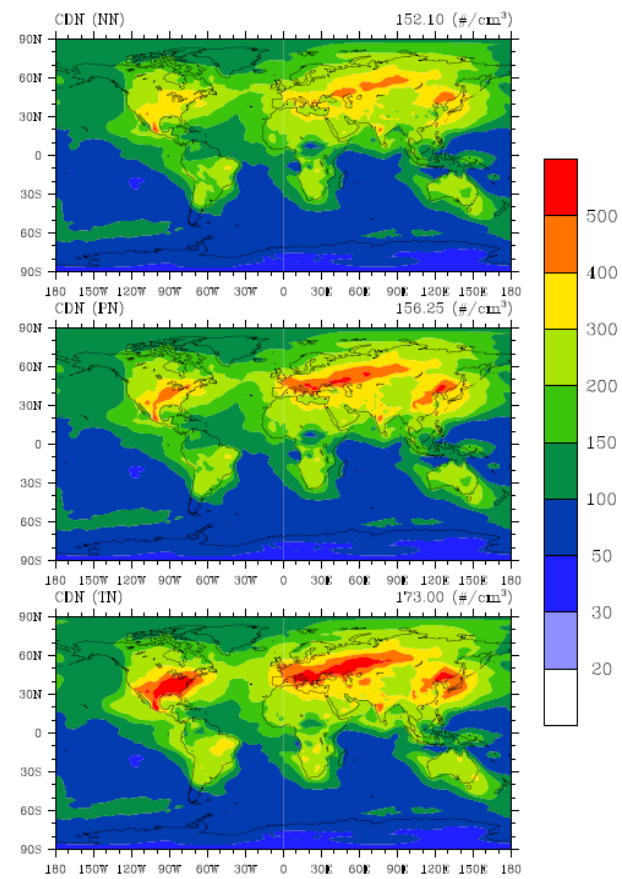 CDN (NN) 152.10 (#/cm³)
90N
60N
30N
0
30S
60S
90S
180 150W 120W 90W 60W 30W 0 30E 60E 90E 120E 150E 180
CDN (PN) 156.25 (#/cm³)
90N
60N
30N
0
30S
60S
90S
180 150W 120W 90W 60W 30W 0 30E 60E 90E 120E 150E 180
CDN (TN) 173.00 (#/cm³)
90N
60N
30N
0
30S
60S
90S
180 150W 120W 90W 60W 30W 0 30E 60E 90E 120E 150E 180
500
400
300
200
150
100
50
30
20